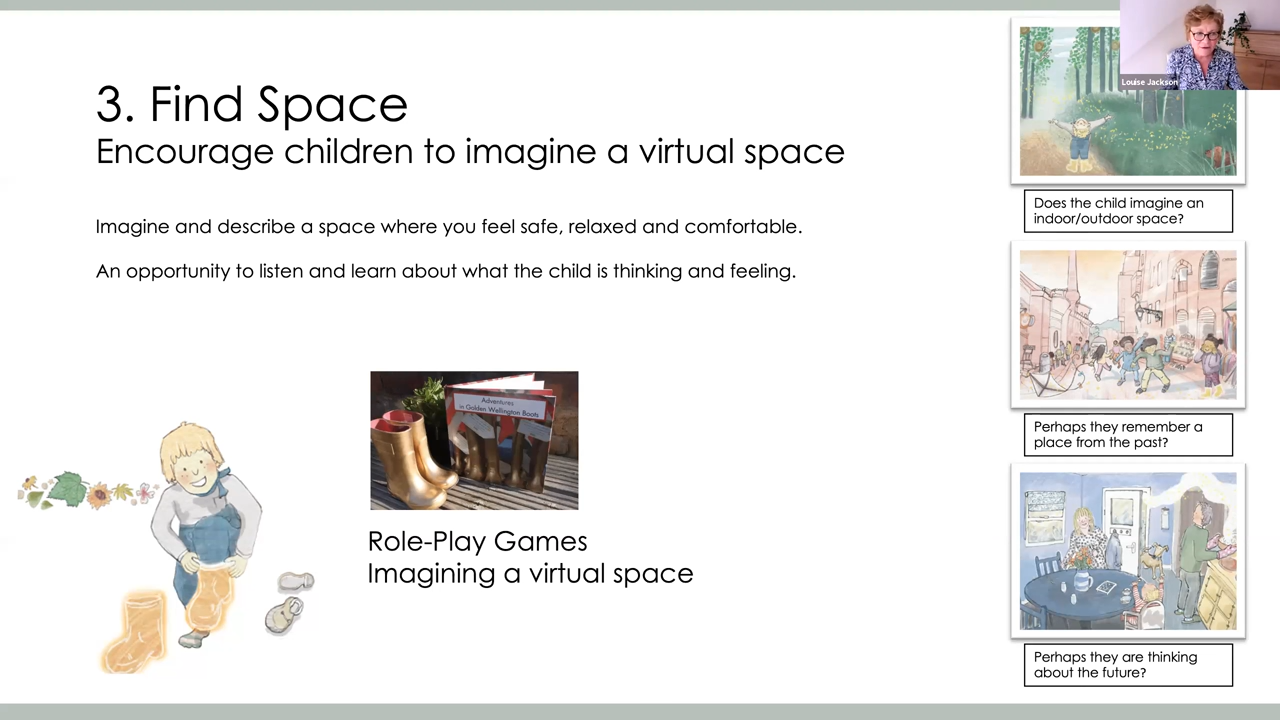 3. Find Space
Encourage children to imagine a virtual space
Imagine and describe a space where you feel safe, relaxed and comfortable.
An opportunity to listen and learn about what the child is thinking and feeling.
Adventures
in Golden Wellington Boots
Role-Play Games
Imagining a virtual space
Louise Jackson
Does the child imagine an
indoor/outdoor space?
Perhaps they remember a
place from the past?
Perhaps they are thinking
about the future?